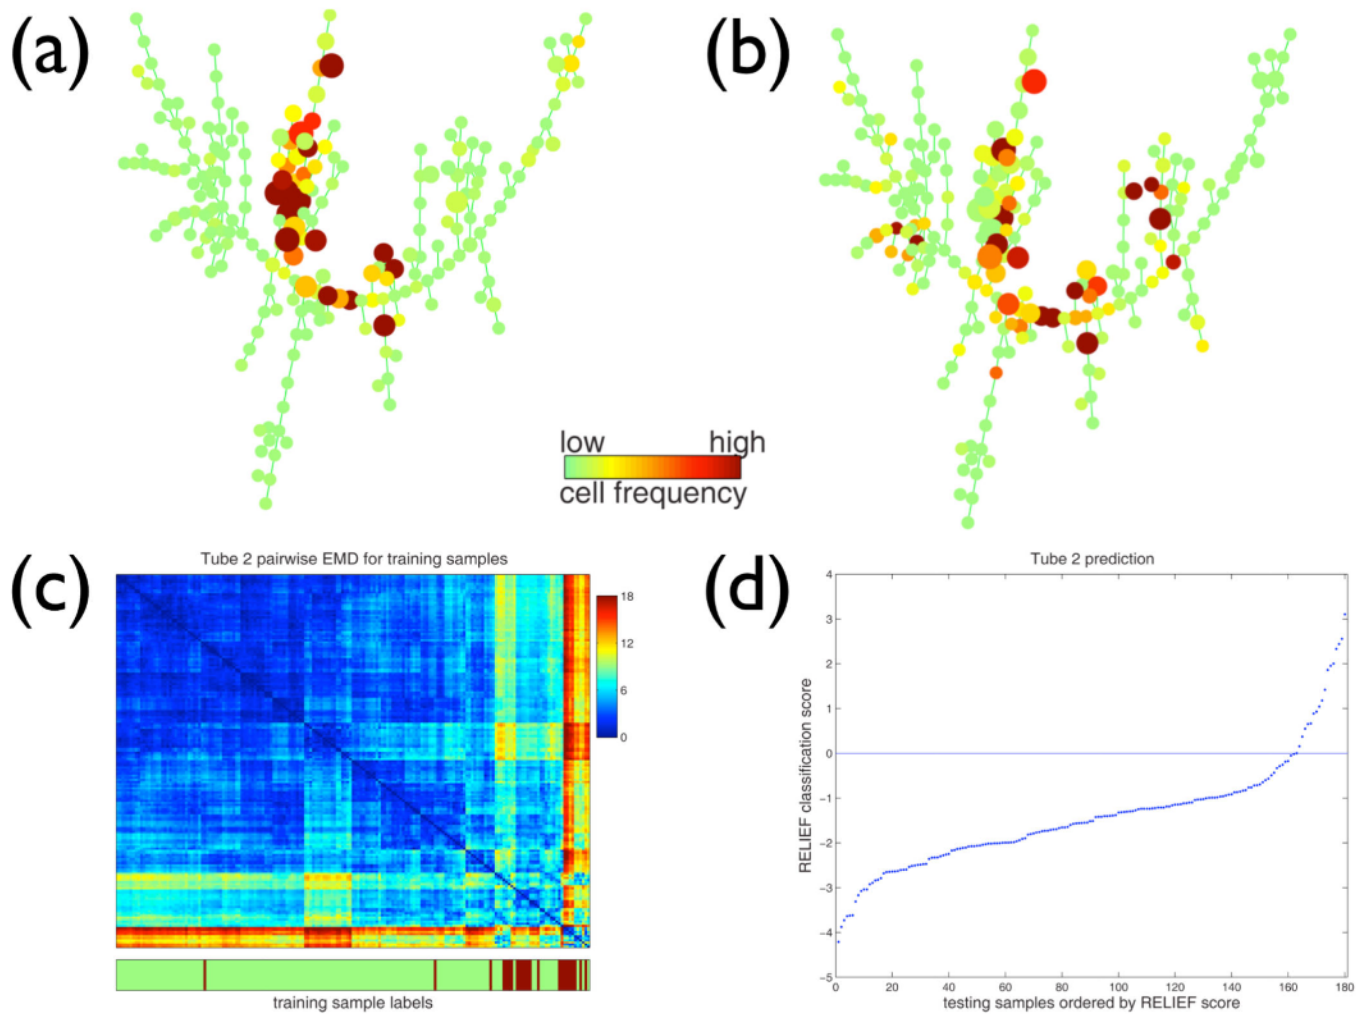 (a)
(b)
low high
cell frequency
(c)
Tube 2 pairwise EMD for training samples
18
12
6
0
training sample labels
(d)
Tube 2 prediction
RELIEF classification score
4
3
2
1
0
−1
−2
−3
−4
−5
0 20 40 60 80 100 120 140 160 180
testing samples ordered by RELIEF score